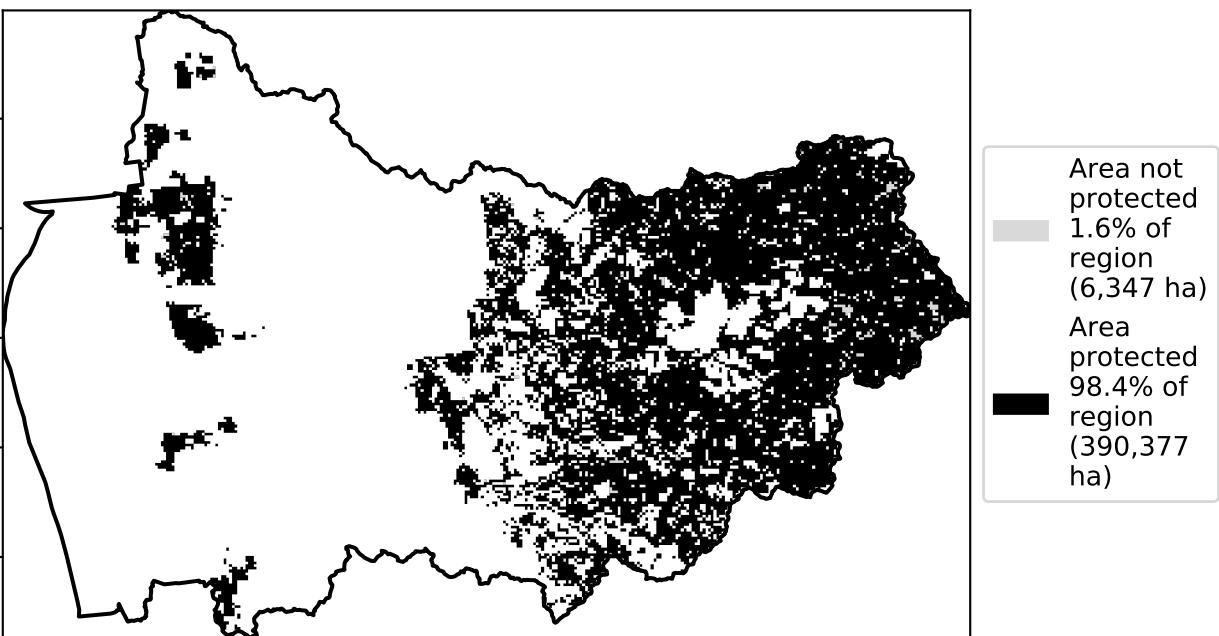 Area not
protected
1.6% of
region
(6,347 ha)
Area
protected
98.4% of
region
(390,377
ha)